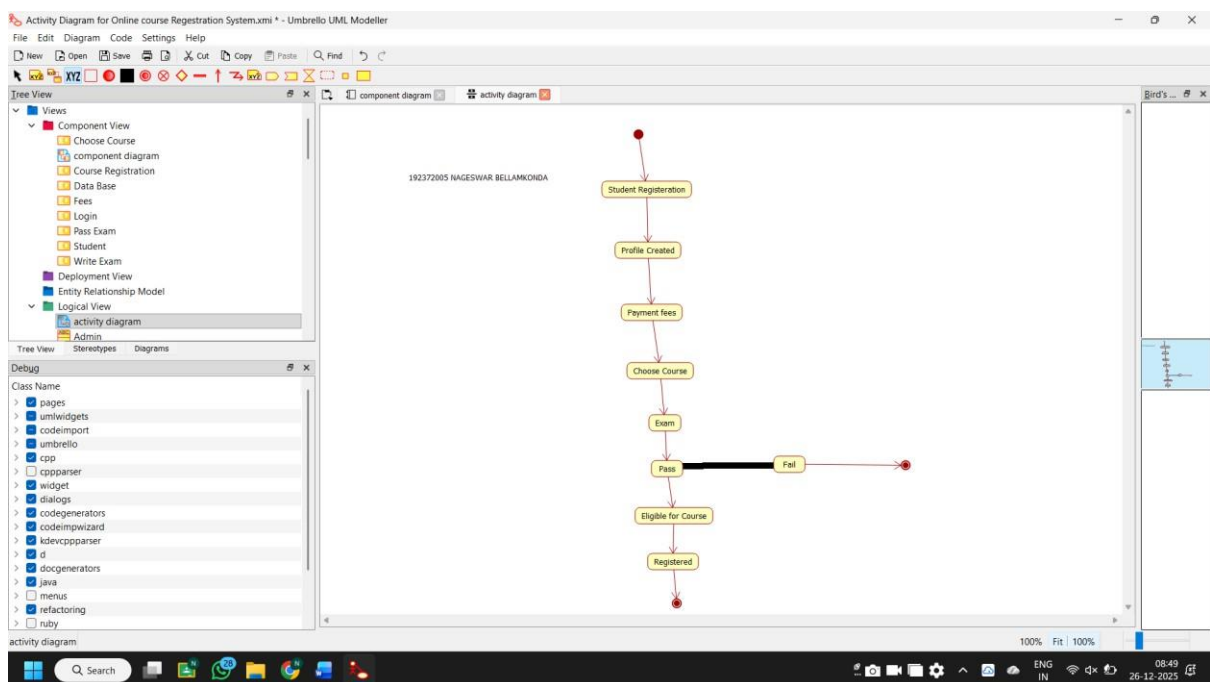 Activity Diagram for Online course Regestration System.xmi * - Umbrello UML Modeller
File Edit Diagram Code Settings Help
New Open Save Cut Copy Paste Find
XYZ
Tree View
component diagram activity diagram
Bird's ...
Views
Component View
Choose Course
component diagram
Course Registration
Data Base
Fees
Login
Pass Exam
Student
Write Exam
Deployment View
Entity Relationship Model
Logical View
activity diagram
Admin
Tree View Stereotypes Diagrams
Debug
Class Name
pages
umlwidgets
codeimport
umbrello
cpp
cppparser
widget
dialogs
codegenerators
codeimpwizard
kdevcppparser
d
docgenerators
java
menus
refactoring
ruby
192372005 NAGESWAR BELLAMKONDA
Student Registeration
Profile Created
Payment fees
Choose Course
Exam
Pass
Fail
Eligible for Course
Registered
activity diagram
100% Fit 100%
Search
28
ENG
IN
08:49
26-12-2025